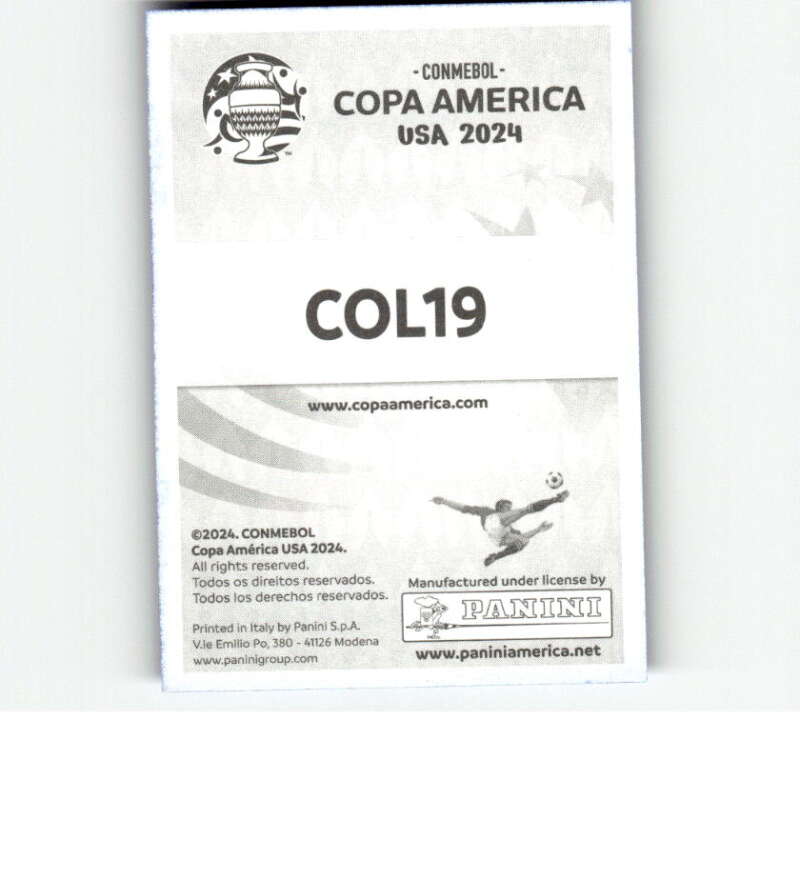 - CONMEBOL -
COPA AMERICA
USA 2024
TM
COL19
www.copaamerica.com
©2024. CONMEBOL
Copa América USA 2024.
All rights reserved.
Todos os direitos reservados.
Todos los derechos reservados.
Printed in Italy by Panini S.p.A.
V.le Emilio Po, 380 - 41126 Modena
www.paninigroup.com
Manufactured under license by
PANINI
www.paniniamerica.net